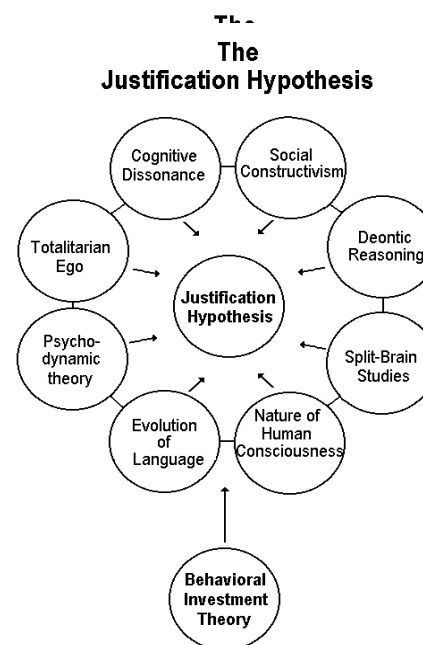 The
The
Justification Hypothesis
Cognitive
Dissonance
Social
Constructivism
Totalitarian
Ego
Deontic
Reasoning
Justification
Hypothesis
Psycho-
dynamic
theory
Split-Brain
Studies
Evolution
of
Language
Nature of
Human
Consciousness
Behavioral
Investment
Theory